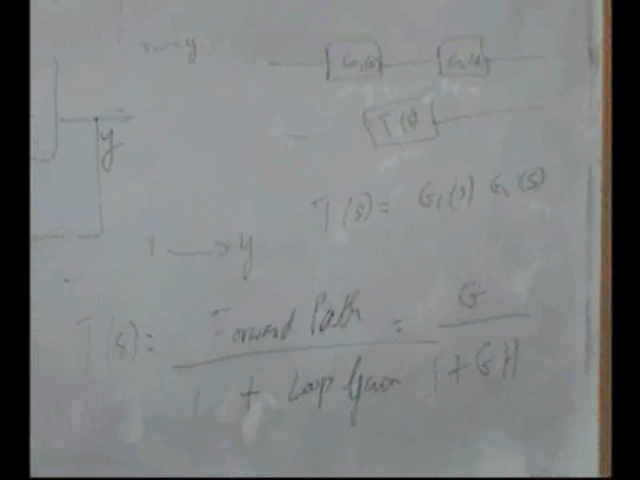 y
G₁(s) G₂(s)
T(s)
y
T(s) = G₁(s) G₂(s)
→ y
T(s) = Forward Path / 1 + Loop Gain = G / 1 + GH